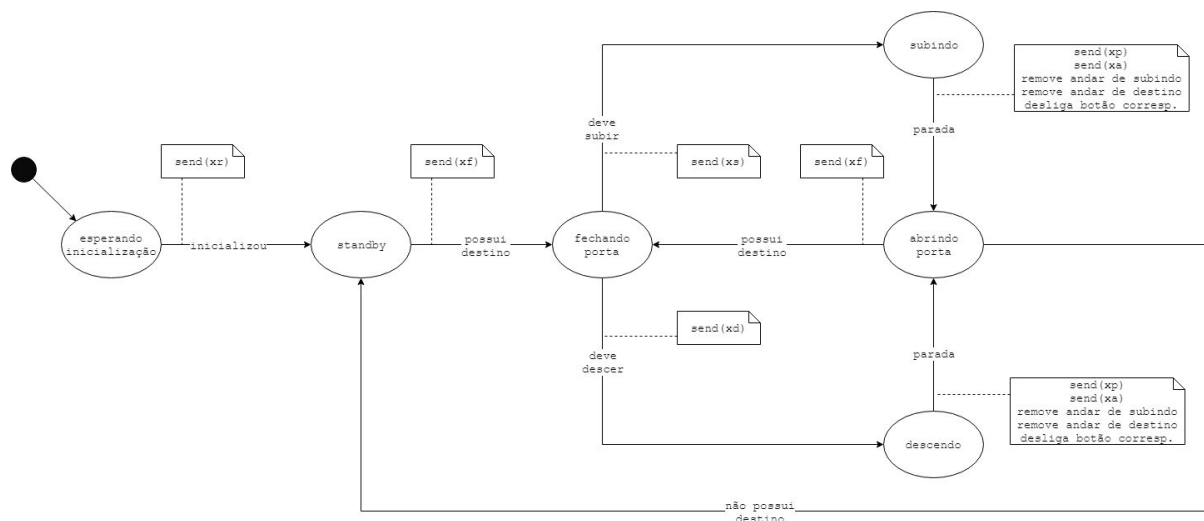 subindo
send(xp)
send(xa)
remove andar de subindo
remove andar de destino
desliga botão corresp.
deve
subir
parada
send(xr)
send(xf)
send(xs)
send(xf)
esperando
inicialização
inicializou
standby
possui
destino
fechando
porta
possui
destino
abrindo
porta
send(xd)
deve
descer
parada
send(xp)
send(xa)
remove andar de subindo
remove andar de destino
desliga botão corresp.
descendo
não possui
destino